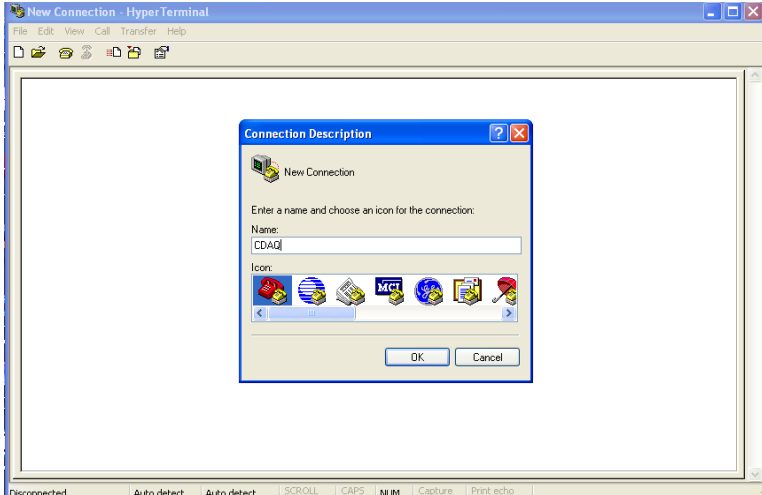 New Connection - HyperTerminal
File Edit View Call Transfer Help
Connection Description
New Connection
Enter a name and choose an icon for the connection:
Name:
CDAQ
Icon:
MCI
OK Cancel
Disconnected Auto detect Auto detect SCROLL CAPS NUM Capture Print echo